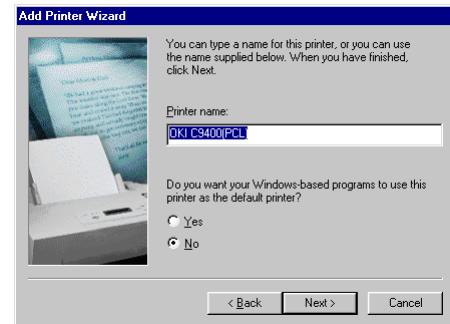 Add Printer Wizard
You can type a name for this printer, or you can use
the name supplied below. When you have finished,
click Next.
Printer name:
OKI C9400(PCL)
Do you want your Windows-based programs to use this
printer as the default printer?
Yes
No
< Back
Next >
Cancel